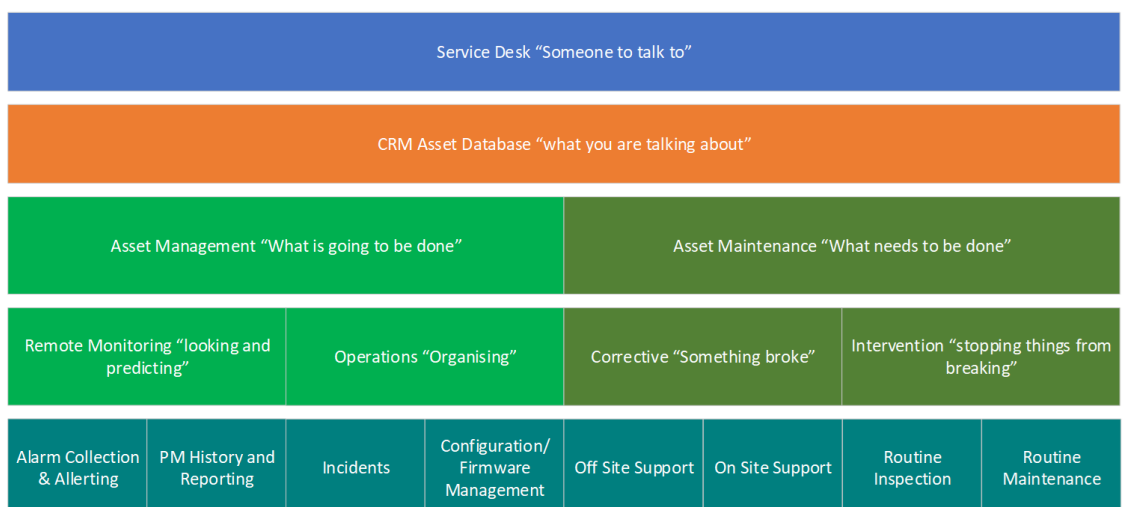 Service Desk “Someone to talk to”
CRM Asset Database “what you are talking about”
Asset Management “What is going to be done”
Asset Maintenance “What needs to be done”
Remote Monitoring “looking and
predicting”
Operations “Organising”
Corrective “Something broke”
Intervention “stopping things from
breaking”
Alarm Collection
& Allerting
PM History and
Reporting
Incidents
Configuration/
Firmware
Management
Off Site Support
On Site Support
Routine
Inspection
Routine
Maintenance